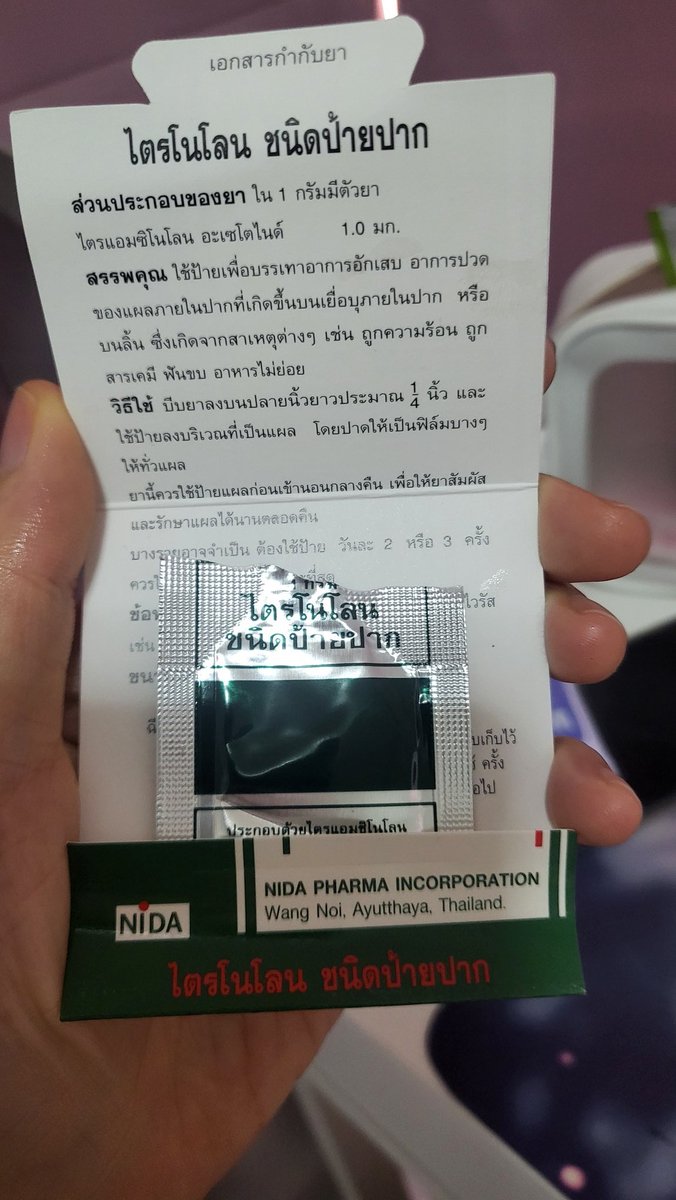 เอกสารกำกับยา
ไตรโนโลน ชนิดป้ายปาก
ส่วนประกอบของยา ใน 1 กรัมมีตัวยา
ไตรแอมซิโนโลน อะเซโตไนด์ 1.0 มก.
สรรพคุณ ใช้ป้ายเพื่อบรรเทาอาการอักเสบ อาการปวด
ของแผลภายในปากที่เกิดขึ้นบนเยื่อบุภายในปาก หรือ
บนลิ้น ซึ่งเกิดจากสาเหตุต่างๆ เช่น ถูกความร้อน ถูก
สารเคมี ฟันขบ อาหารไม่ย่อย
วิธีใช้ บีบยาลงบนปลายนิ้วยาวประมาณ 1/4 นิ้ว และ
ใช้ป้ายลงบริเวณที่เป็นแผล โดยปาดให้เป็นฟิล์มบางๆ
ให้ทั่วแผล
ยานี้ควรใช้ป้ายแผลก่อนเข้านอนกลางคืน เพื่อให้ยาสัมผัส
และรักษาแผลได้นานตลอดคืน
บางรายอาจจำเป็น ต้องใช้ป้าย วันละ 2 หรือ 3 ครั้ง
ที่สุด
ไวรัส
เช่น
ไตรโนโลน
ชนิดป้ายปาก
ครั้ง
ประกอบด้วยไตรแอมซิโนโลน
NIDA
NIDA PHARMA INCORPORATION
Wang Noi, Ayutthaya, Thailand.
ไตรโนโลน ชนิดป้ายปาก